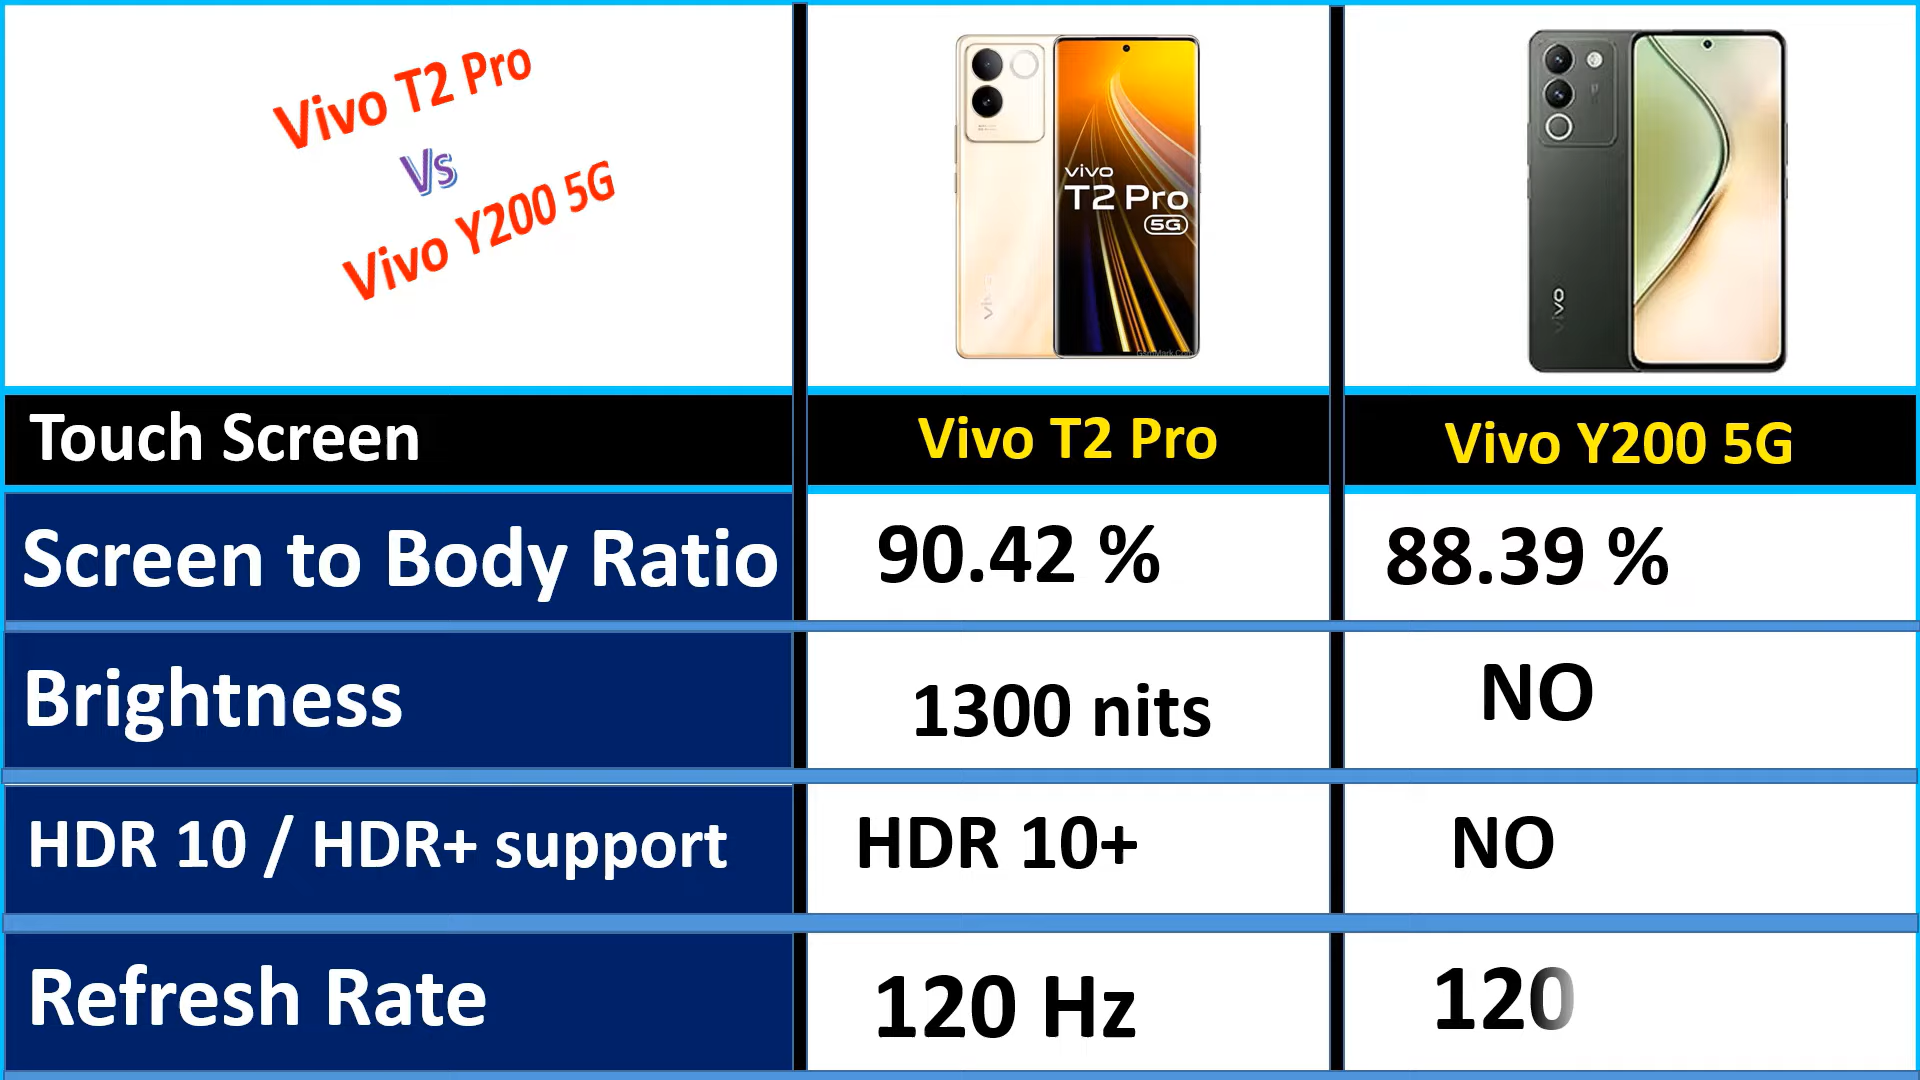 Vivo T2 Pro
Vs
Vivo Y200 5G
vivo
T2 Pro
5G
vivo
vivo
Touch Screen
Vivo T2 Pro
Vivo Y200 5G
Screen to Body Ratio
90.42 %
88.39 %
Brightness
1300 nits
NO
HDR 10 / HDR+ support
HDR 10+
NO
Refresh Rate
120 Hz
120